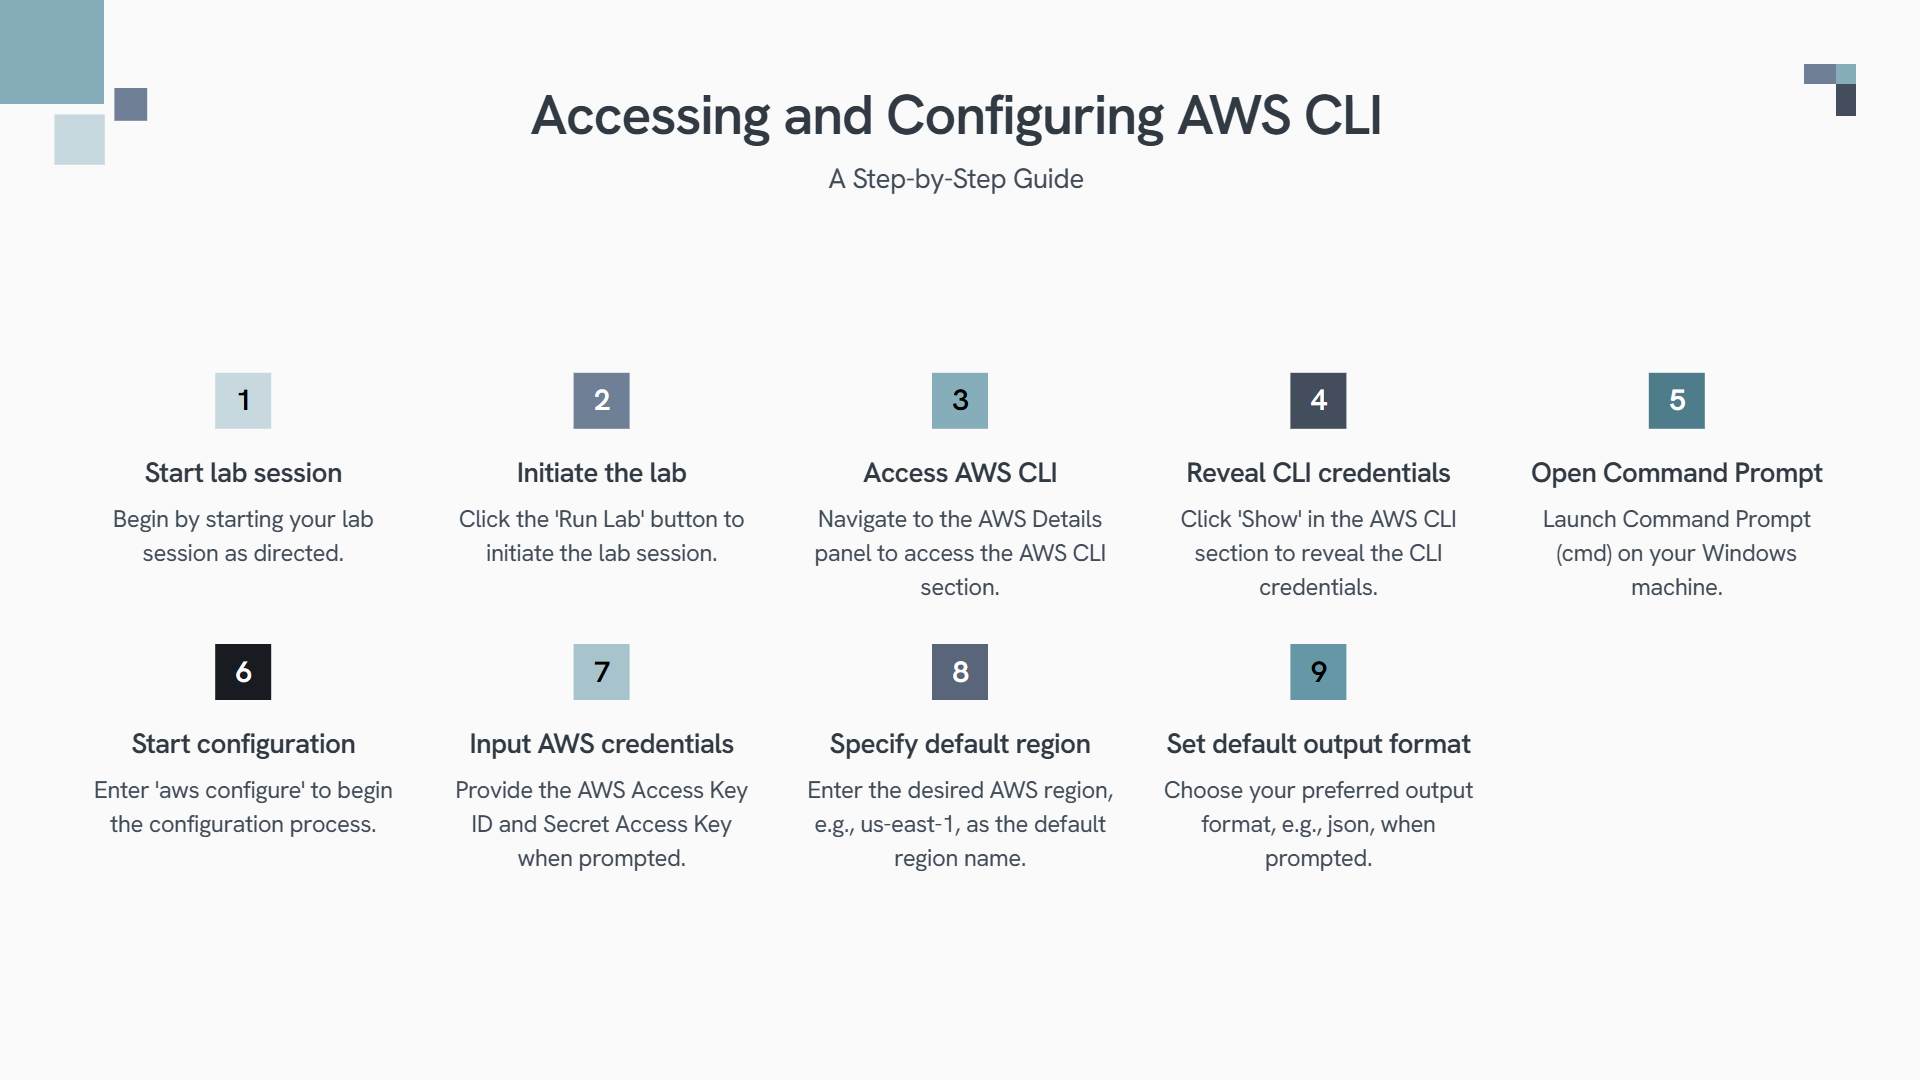 Accessing and Configuring AWS CLI
A Step-by-Step Guide
1
Start lab session
Begin by starting your lab
session as directed.
2
Initiate the lab
Click the 'Run Lab' button to
initiate the lab session.
3
Access AWS CLI
Navigate to the AWS Details
panel to access the AWS CLI
section.
4
Reveal CLI credentials
Click 'Show' in the AWS CLI
section to reveal the CLI
credentials.
5
Open Command Prompt
Launch Command Prompt
(cmd) on your Windows
machine.
6
Start configuration
Enter 'aws configure' to begin
the configuration process.
7
Input AWS credentials
Provide the AWS Access Key
ID and Secret Access Key
when prompted.
8
Specify default region
Enter the desired AWS region,
e.g., us-east-1, as the default
region name.
9
Set default output format
Choose your preferred output
format, e.g., json, when
prompted.